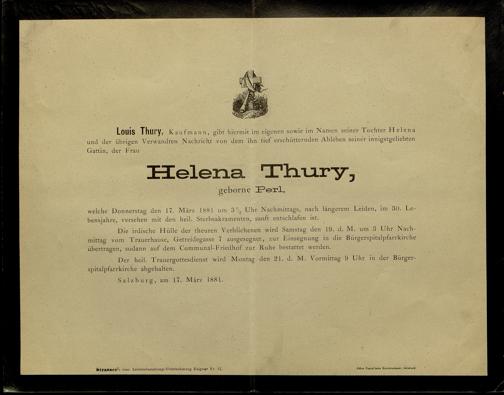 Louis Thury, Kaufmann, gibt hiermit im eigenen sowie im Namen seiner Tochter Helena
und der übrigen Verwandten Nachricht von dem ihn tief erschütternden Ableben seiner innigstgeliebten
Gattin, der Frau
Helena Thury,
geborne Perl,
welche Donnerstag den 17. März 1881 um Uhr Nachmittags, nach längerem Leiden, im 30. Le-
bensjahre, versehen mit den heil. Sterbsakramenten, sanft entschlafen ist.
Die irdische Hülle der theuren Verblichenen wird Samstag den 19. d. M. um 3 Uhr Nach-
mittag vom Trauerhause, Getreidegasse 7 ausgesegnet, zur Einsegnung in die Bürgerspitalpfarrkirche
übertragen, sodann auf dem Communal-Friedhof zur Ruhe bestattet werden.
Der heil. Trauergottesdienst wird Montag den 21. d. M. Vormittag 9 Uhr in der Bürger-
spitalpfarrkirche abgehalten.
Salzburg, am 17. März 1881.